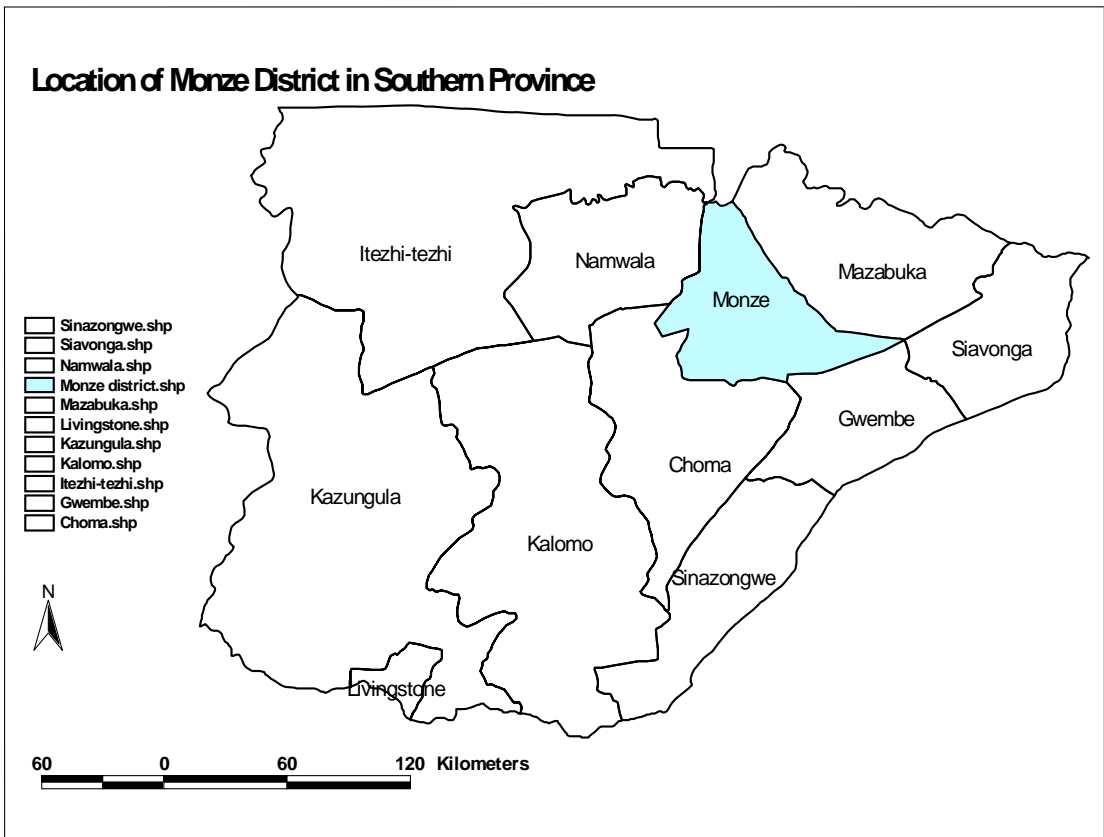 Location of Monze District in Southern Province
Itezhi-tezhi
Namwala
Mazabuka
Monze
Siavonga
Gwembe
Choma
Kazungula
Kalomo
Sinazongwe
Livingstone
Sinazongwe.shp
Siavonga.shp
Namwala.shp
Monze district.shp
Mazabuka.shp
Livingstone.shp
Kazungula.shp
Kalomo.shp
Itezhi-tezhi.shp
Gwembe.shp
Choma.shp
N
60 0 60 120 Kilometers